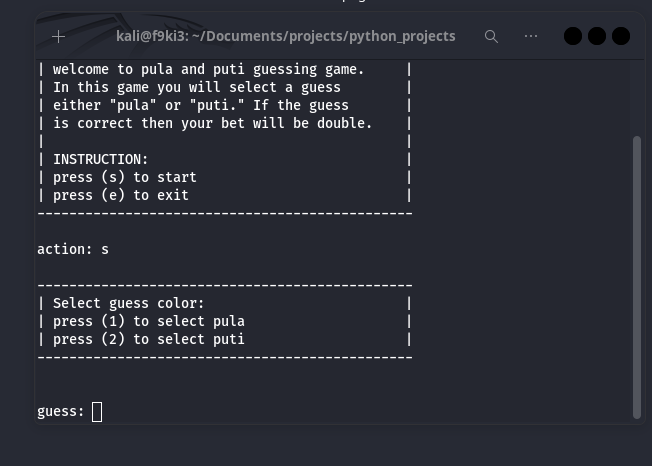 kali@f9ki3: ~/Documents/projects/python_projects
| welcome to pula and puti guessing game.     |
| In this game you will select a guess        |
| either "pula" or "puti." If the guess       |
| is correct then your bet will be double.    |
|                                             |
| INSTRUCTION:                                |
| press (s) to start                          |
| press (e) to exit                           |
-----------------------------------------------
action: s
-----------------------------------------------
| Select guess color:                         |
| press (1) to select pula                    |
| press (2) to select puti                    |
-----------------------------------------------
guess: